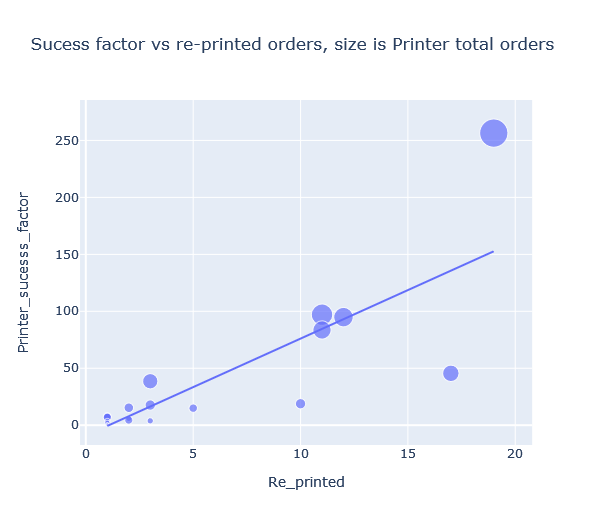 Sucess factor vs re-printed orders, size is Printer total orders
250
200
150
100
50
0
Printer_sucesss_factor
0 5 10 15 20
Re_printed